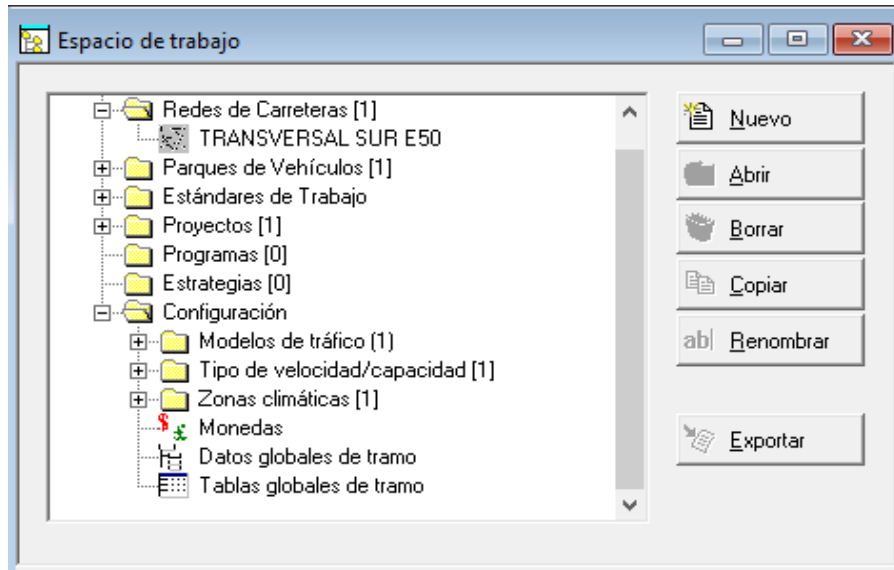 Espacio de trabajo
Redes de Carreteras [1]
TRANSVERSAL SUR E50
Parques de Vehículos [1]
Estándares de Trabajo
Proyectos [1]
Programas [0]
Estrategias [0]
Configuración
Modelos de tráfico (1)
Tipo de velocidad/capacidad [1]
Zonas climáticas [1]
Monedas
Datos globales de tramo
Tablas globales de tramo
Nuevo
Abrir
Borrar
Copiar
ab| Renombrar
Exportar